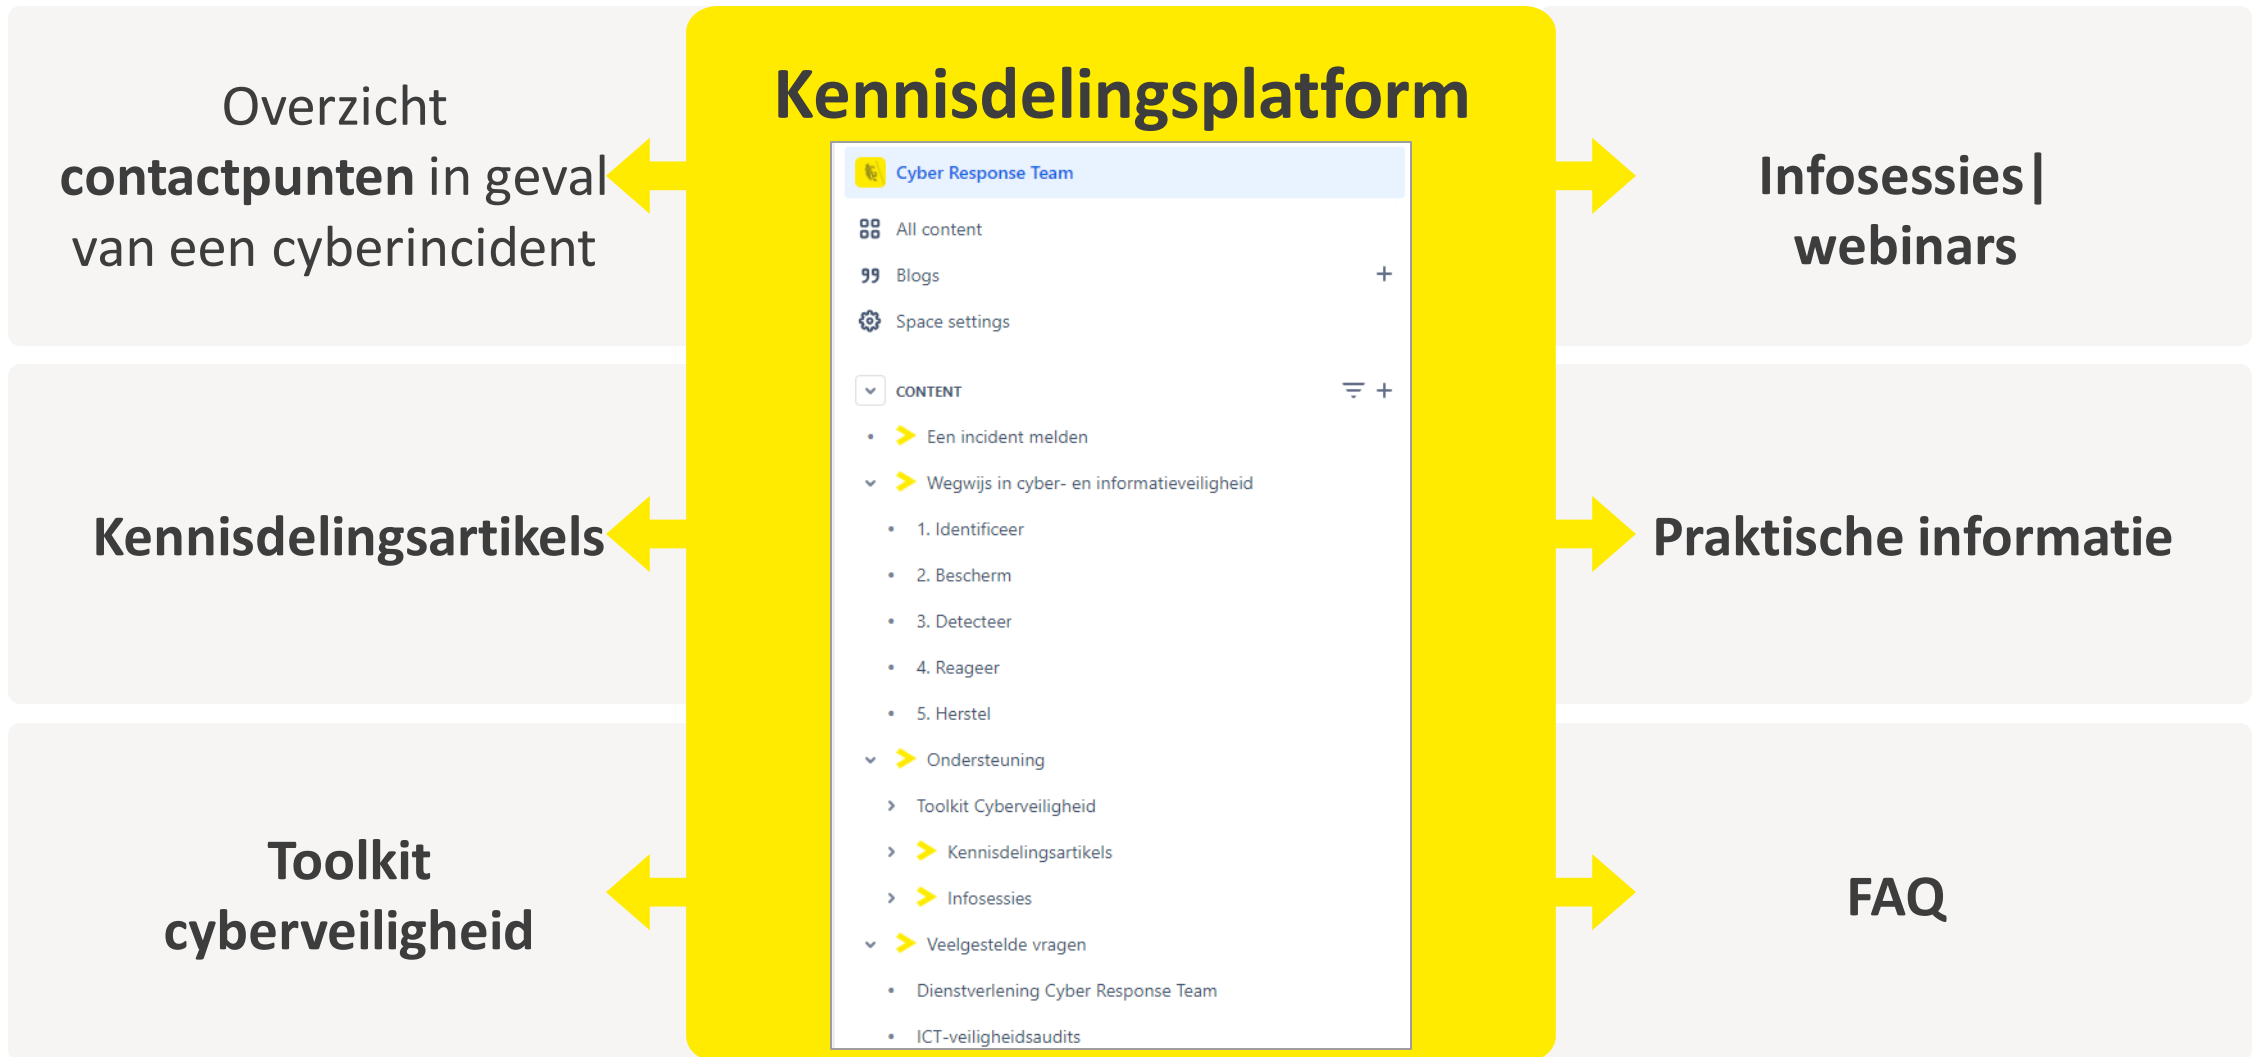 Overzicht
contactpunten in geval
van een cyberincident
Kennisdelingsartikels
Toolkit
cyberveiligheid
Kennisdelingsplatform
Cyber Response Team
All content
Blogs
Space settings
CONTENT
Een incident melden
Wegwijs in cyber- en informatieveiligheid
1. Identificeer
2. Bescherm
3. Detecteer
4. Reageer
5. Herstel
Ondersteuning
Toolkit Cyberveiligheid
Kennisdelingsartikels
Infosessies
Veelgestelde vragen
Dienstverlening Cyber Response Team
ICT-veiligheidsaudits
Infosessies|
webinars
Praktische informatie
FAQ